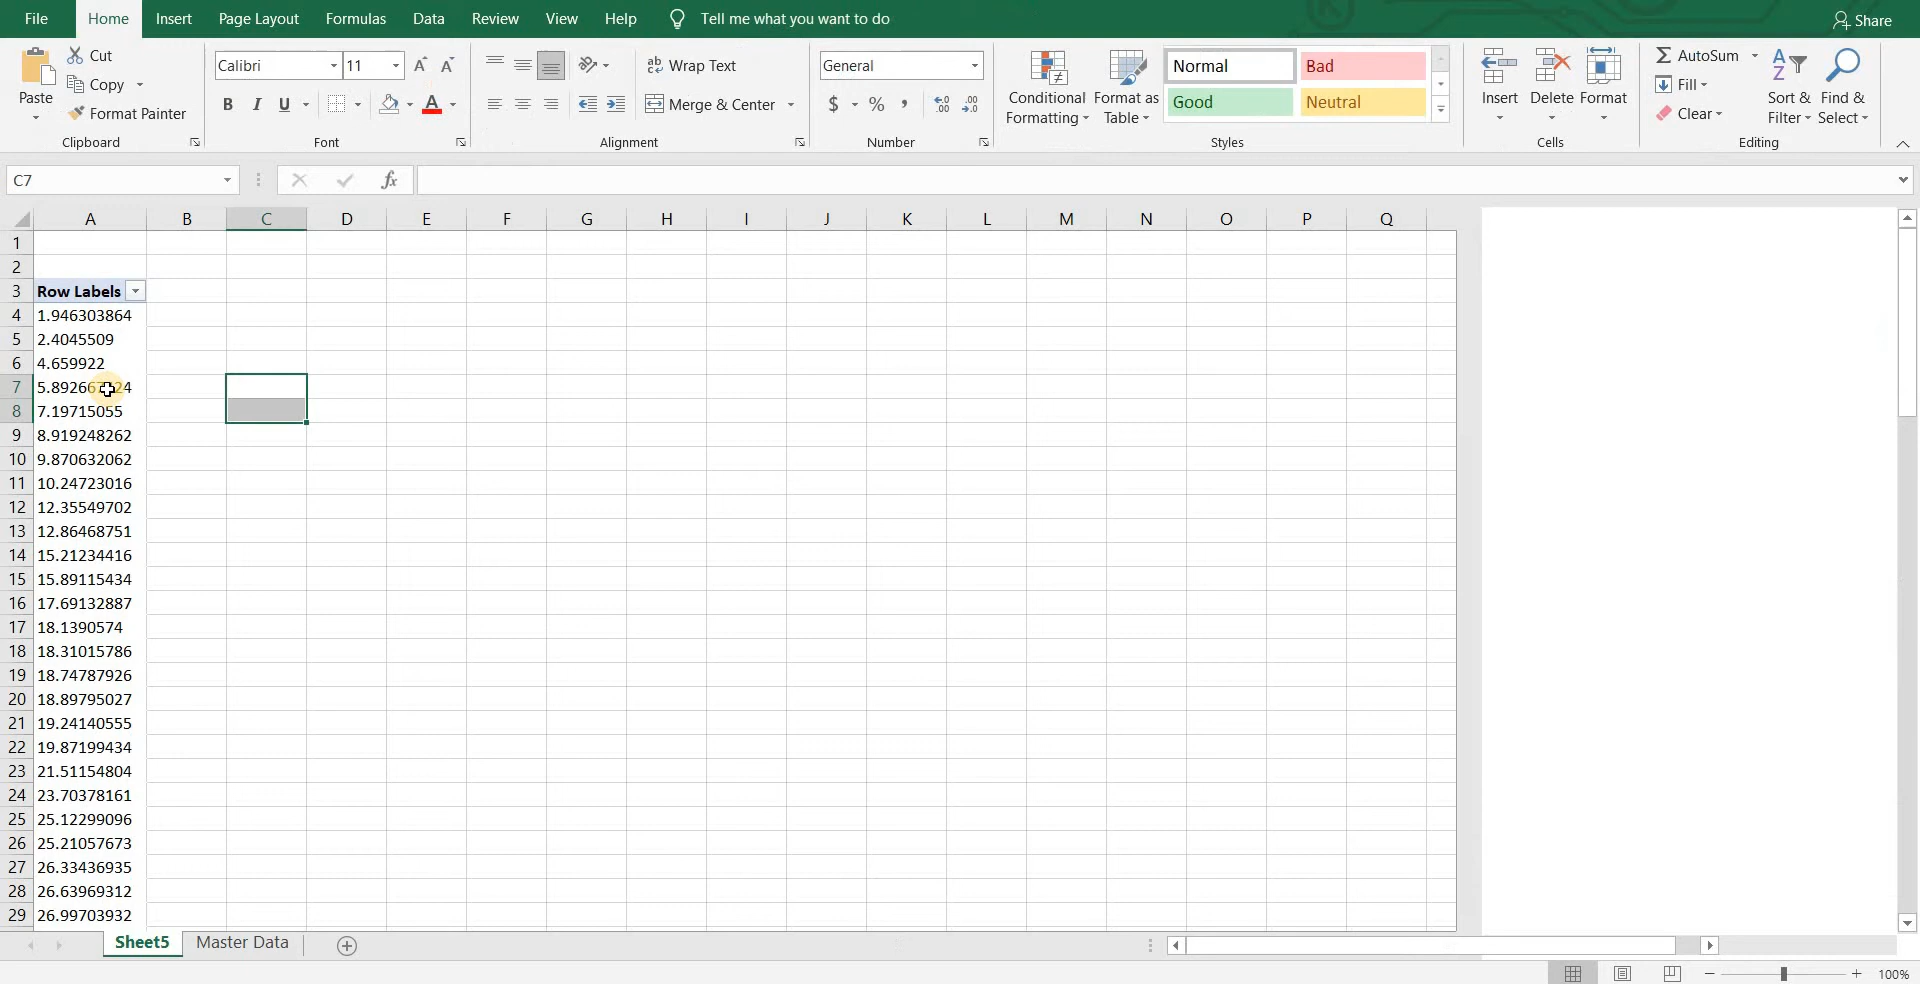 File Home Insert Page Layout Formulas Data Review View Help Tell me what you want to do Share
Paste
Cut
Copy
Format Painter
Clipboard
Calibri 11
B I U
Font
Wrap Text
Merge & Center
Alignment
General
$ %
Number
Conditional Formatting
Format as Table
Normal Bad
Good Neutral
Styles
Insert Delete Format
Cells
AutoSum
Fill
Clear
Sort & Filter
Find & Select
Editing
C7 fx
A B C D E F G H I J K L M N O P Q
1
2
3 Row Labels
4 1.946303864
5 2.4045509
6 4.659922
7
8 7.19715055
9 8.919248262
10 9.870632062
11 10.24723016
12 12.35549702
13 12.86468751
14 15.21234416
15 15.89115434
16 17.69132887
17 18.1390574
18 18.31015786
19 18.74787926
20 18.89795027
21 19.24140555
22 19.87199434
23 21.51154804
24 23.70378161
25 25.12299096
26 25.21057673
27 26.33436935
28 26.63969312
29 26.99703932
Sheet5 Master Data
100%